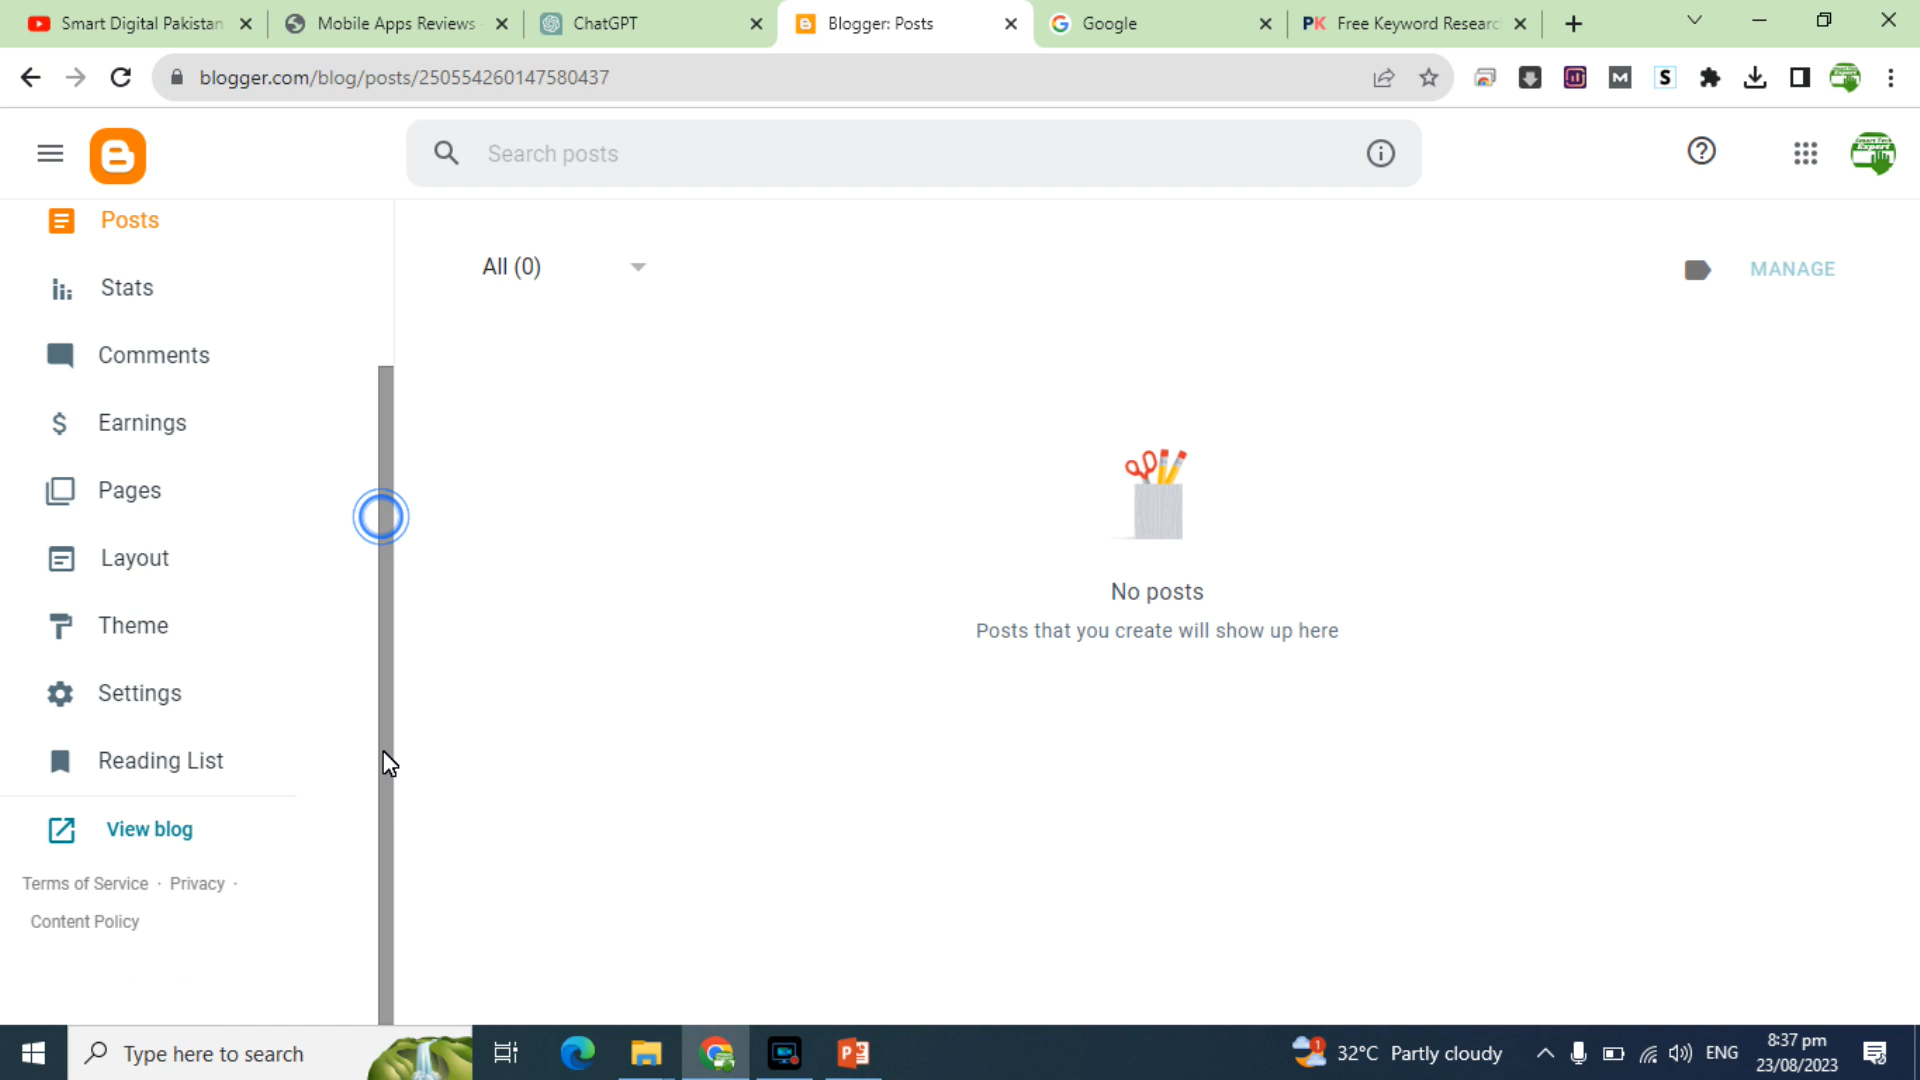 Smart Digital Pakistan
Mobile Apps Reviews
ChatGPT
Blogger: Posts
Google
PK Free Keyword Researc
blogger.com/blog/posts/250554260147580437
Search posts
Posts
Stats
Comments
Earnings
Pages
Layout
Theme
Settings
Reading List
View blog
Terms of Service · Privacy ·
Content Policy
All (0)
MANAGE
No posts
Posts that you create will show up here
Type here to search
32°C Partly cloudy
ENG
8:37 pm
23/08/2023